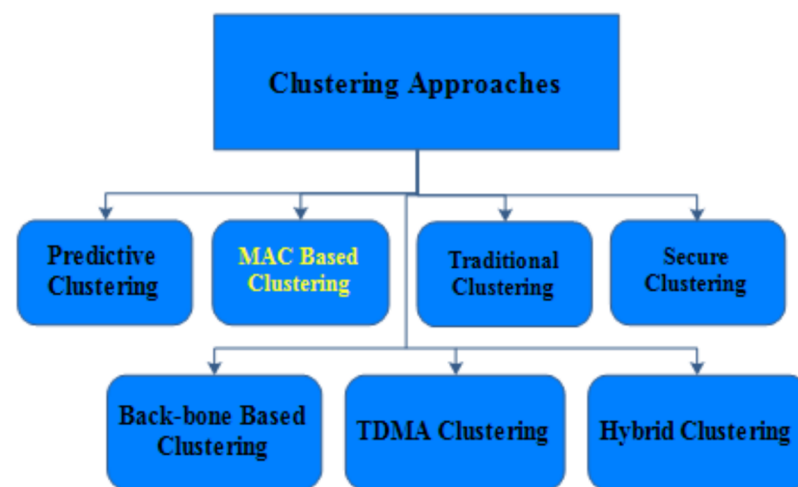 Clustering Approaches
Predictive
Clustering
MAC Based
Clustering
Traditional
Clustering
Secure
Clustering
Back-bone Based
Clustering
TDMA Clustering
Hybrid Clustering